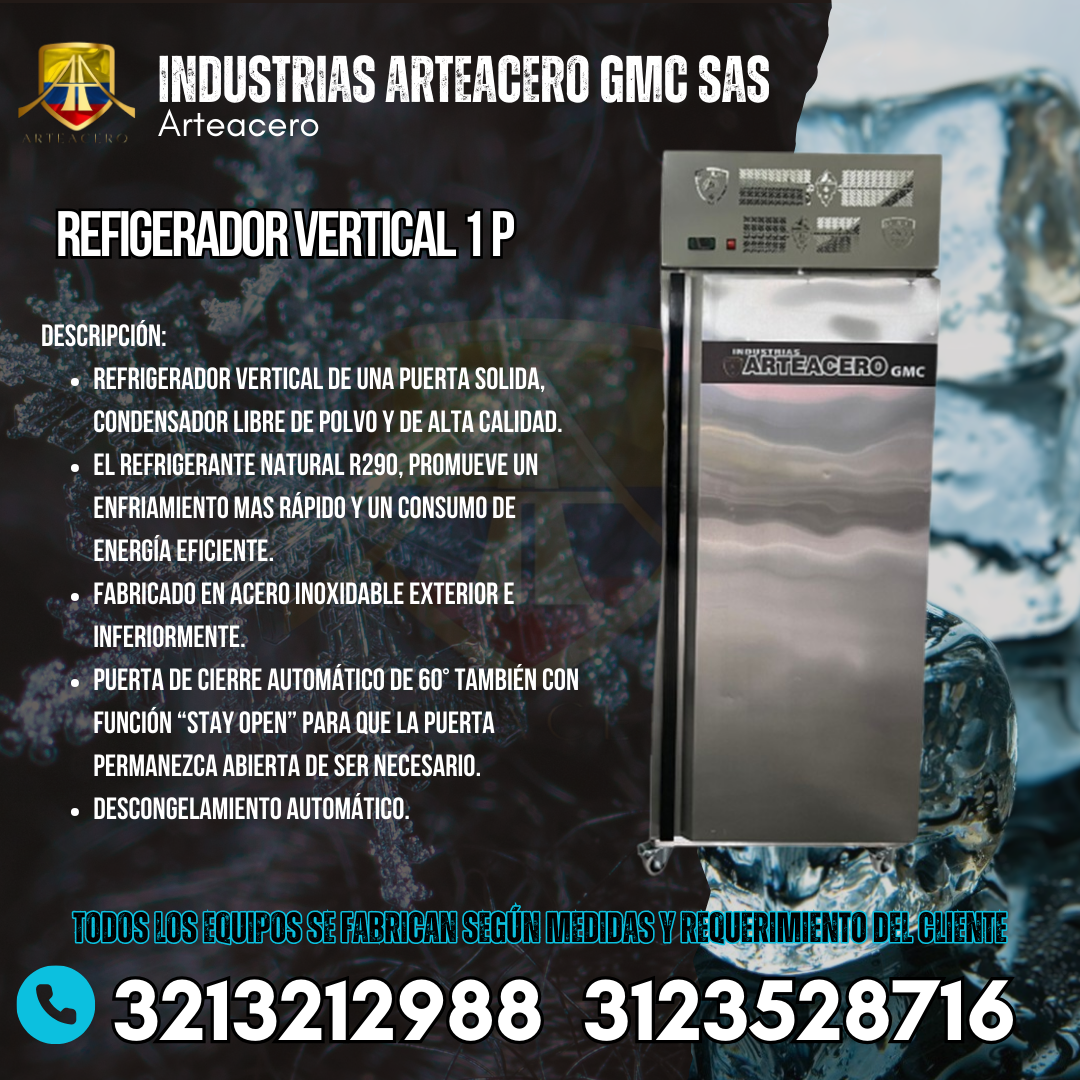 INDUSTRIAS ARTEACERO GMC SAS
Arteacero
ARTEACERO
REFIGERADOR VERTICAL 1 P
DESCRIPCIÓN:
• REFRIGERADOR VERTICAL DE UNA PUERTA SOLIDA,
CONDENSADOR LIBRE DE POLVO Y DE ALTA CALIDAD.
• EL REFRIGERANTE NATURAL R290, PROMUEVE UN
ENFRIAMIENTO MAS RÁPIDO Y UN CONSUMO DE
ENERGÍA EFICIENTE.
• FABRICADO EN ACERO INOXIDABLE EXTERIOR E
INFERIORMENTE.
• PUERTA DE CIERRE AUTOMÁTICO DE 60° TAMBIÉN CON
FUNCIÓN “STAY OPEN” PARA QUE LA PUERTA
PERMANEZCA ABIERTA DE SER NECESARIO.
• DESCONGELAMIENTO AUTOMÁTICO.
INDUSTRIAS
ARTEACERO GMC
TODOS LOS EQUIPOS SE FABRICAN SEGÚN MEDIDAS Y REQUERIMIENTO DEL CLIENTE
3213212988 3123528716